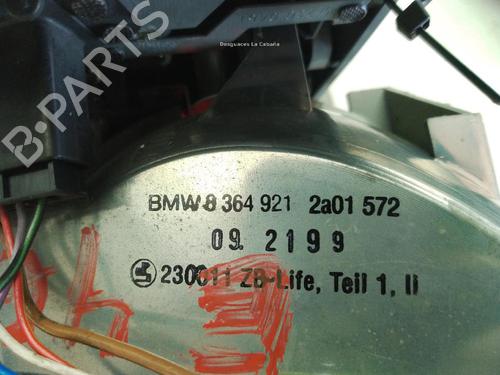 Desguaces La Cabaña
B-PARTS
BMW 8 364 921 2a01 572
09. 2199
230011 ZB-Life, Teil 1, II